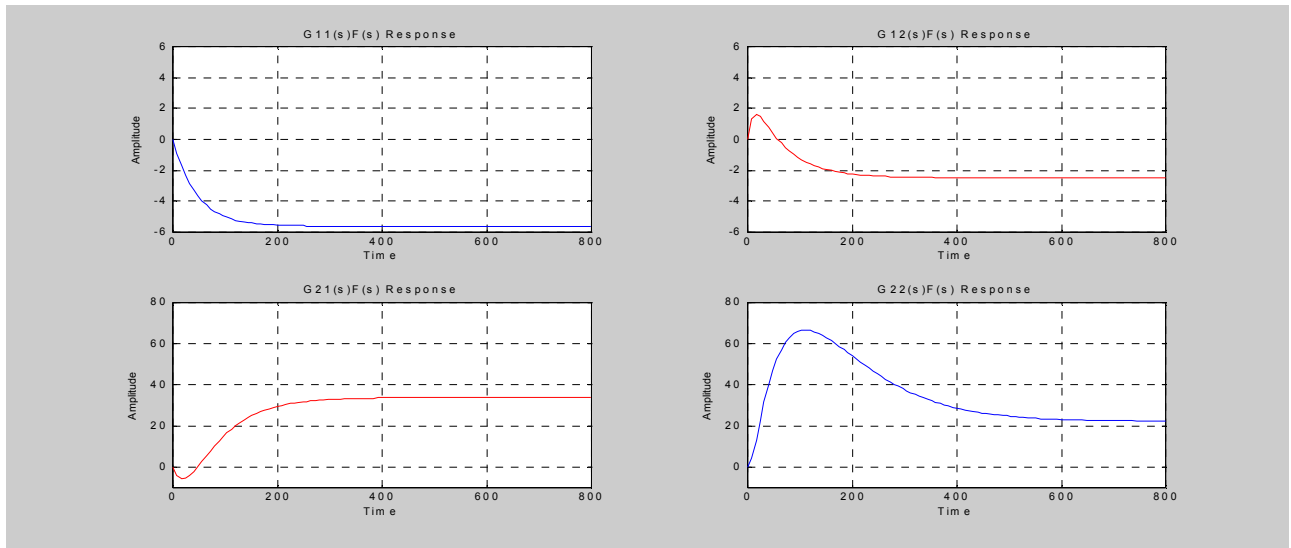 G11(s)F(s) Response
G12(s)F(s) Response
6
4
2
0
-2
-4
-6
Amplitude
0 200 400 600 800
Time
6
4
2
0
-2
-4
-6
Amplitude
0 200 400 600 800
Time
G21(s)F(s) Response
G22(s)F(s) Response
80
60
40
20
0
Amplitude
0 200 400 600 800
Time
80
60
40
20
0
Amplitude
0 200 400 600 800
Time